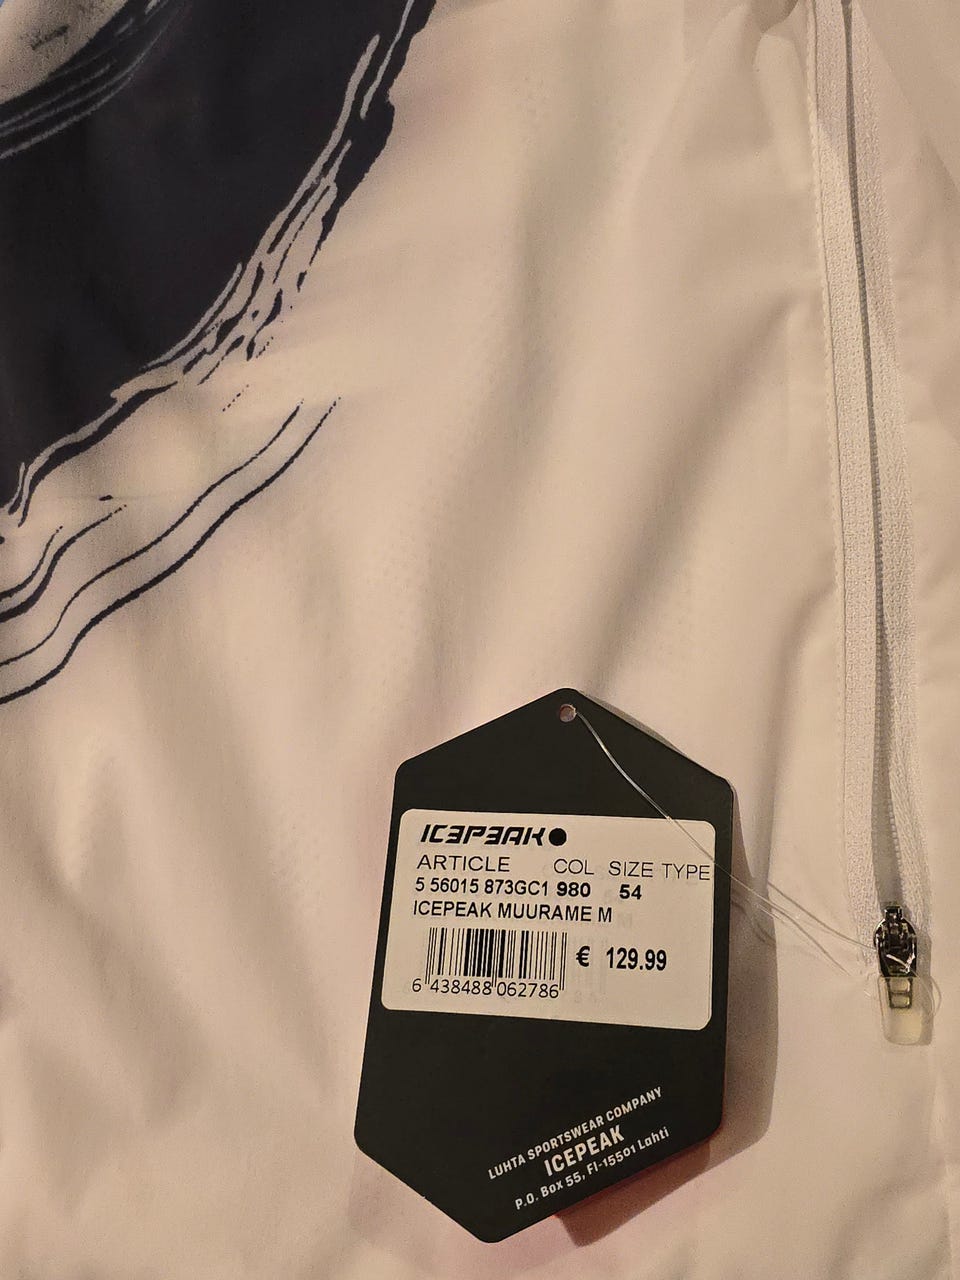 ICEPEAK
ARTICLE COL SIZE TYPE
5 56015 873GC1 980 54
ICEPEAK MUURAME M
€ 129.99
6 438488 062786
LUHTA SPORTSWEAR COMPANY
ICEPEAK
P.O. Box 55, FI-15501 Lahti